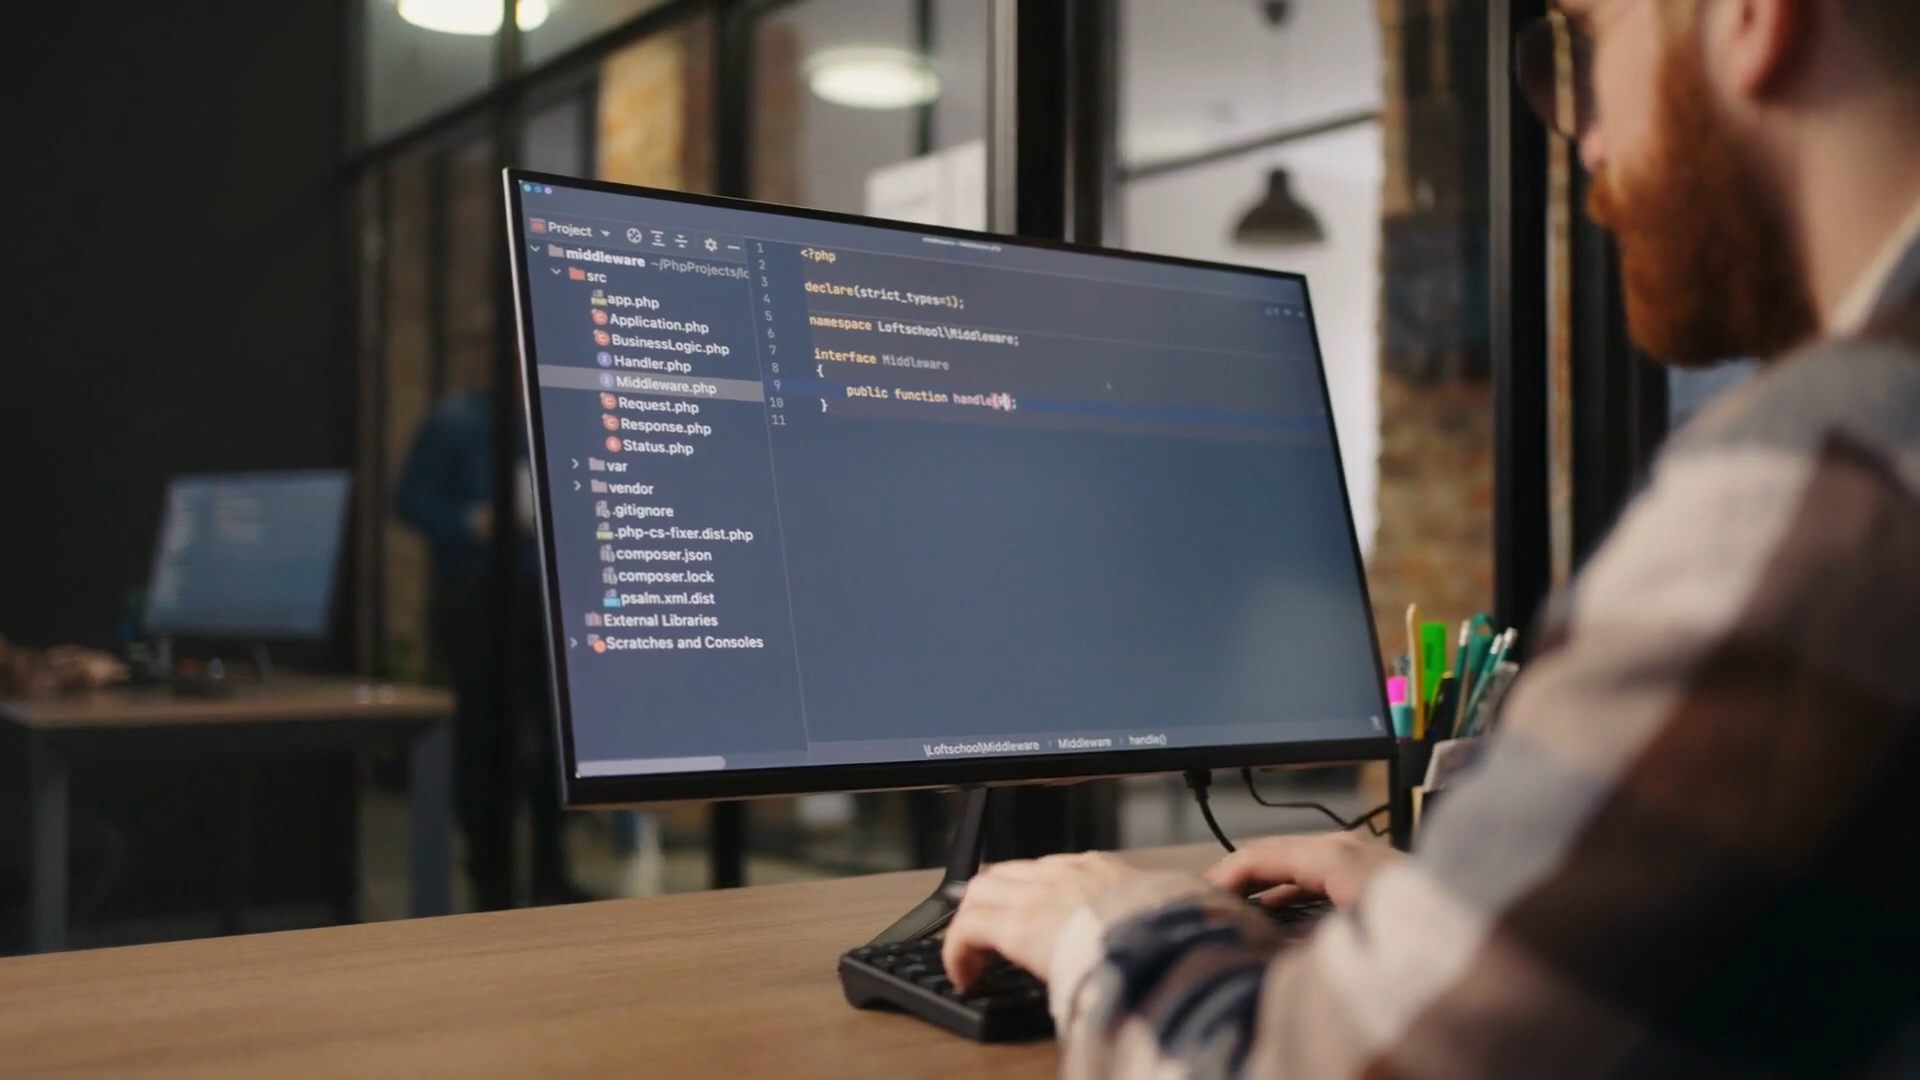 Project
middleware ~/PhpProjects/lo
src
app.php
Application.php
BusinessLogic.php
Handler.php
Middleware.php
Request.php
Response.php
Status.php
var
vendor
.gitignore
.php-cs-fixer.dist.php
composer.json
composer.lock
psalm.xml.dist
External Libraries
Scratches and Consoles
1 <?php
2
3 declare(strict_types=1);
4
5 namespace Loftschool\Middleware;
6
7 interface Middleware
8 {
9 public function handle();
10 }
11
\Loftschool\Middleware › Middleware › handle()